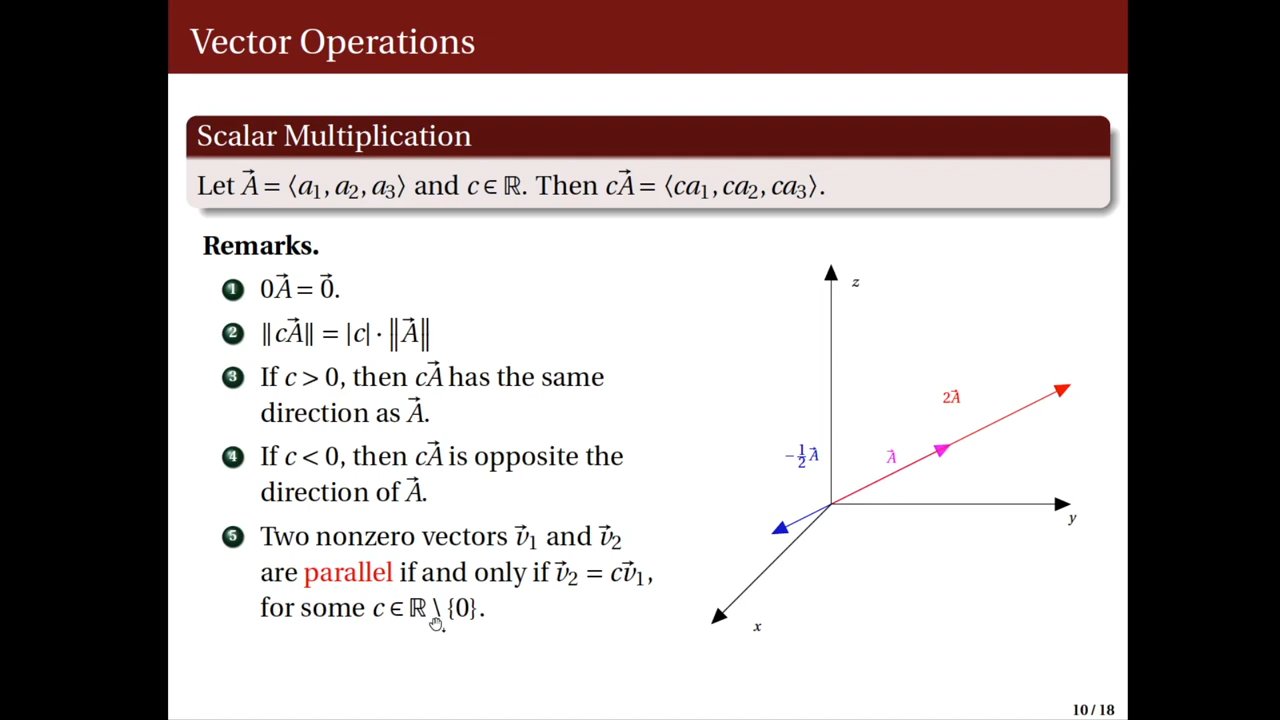 Vector Operations
Scalar Multiplication
Let A⃗ = ⟨a₁, a₂, a₃⟩ and c ∈ ℝ. Then cA⃗ = ⟨ca₁, ca₂, ca₃⟩.
Remarks.
1 0A⃗ = 0⃗.
2 ‖cA⃗‖ = |c| · ‖A⃗‖
3 If c > 0, then cA⃗ has the same
direction as A⃗.
4 If c < 0, then cA⃗ is opposite the
direction of A⃗.
5 Two nonzero vectors v⃗₁ and v⃗₂
are parallel if and only if v⃗₂ = cv⃗₁,
for some c ∈ ℝ \ {0}.
z
2A⃗
−½A⃗
A⃗
y
x
10 / 18